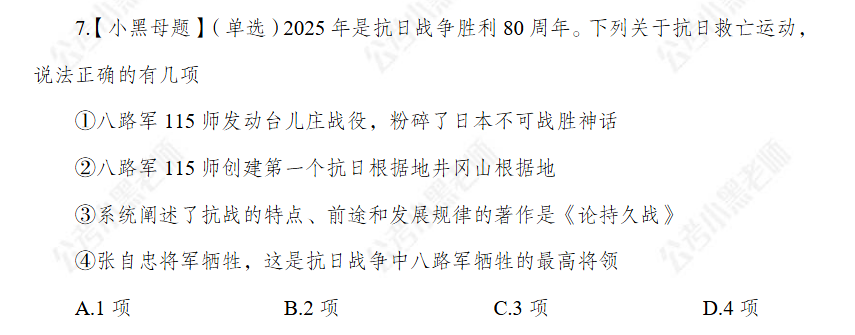 7.【小黑母题】（单选）2025 年是抗日战争胜利 80 周年。下列关于抗日救亡运动，
说法正确的有几项
①八路军 115 师发动台儿庄战役，粉碎了日本不可战胜神话
②八路军 115 师创建第一个抗日根据地井冈山根据地
③系统阐述了抗战的特点、前途和发展规律的著作是《论持久战》
④张自忠将军牺牲，这是抗日战争中八路军牺牲的最高将领
A.1 项 B.2 项 C.3 项 D.4 项
公考小黑老师